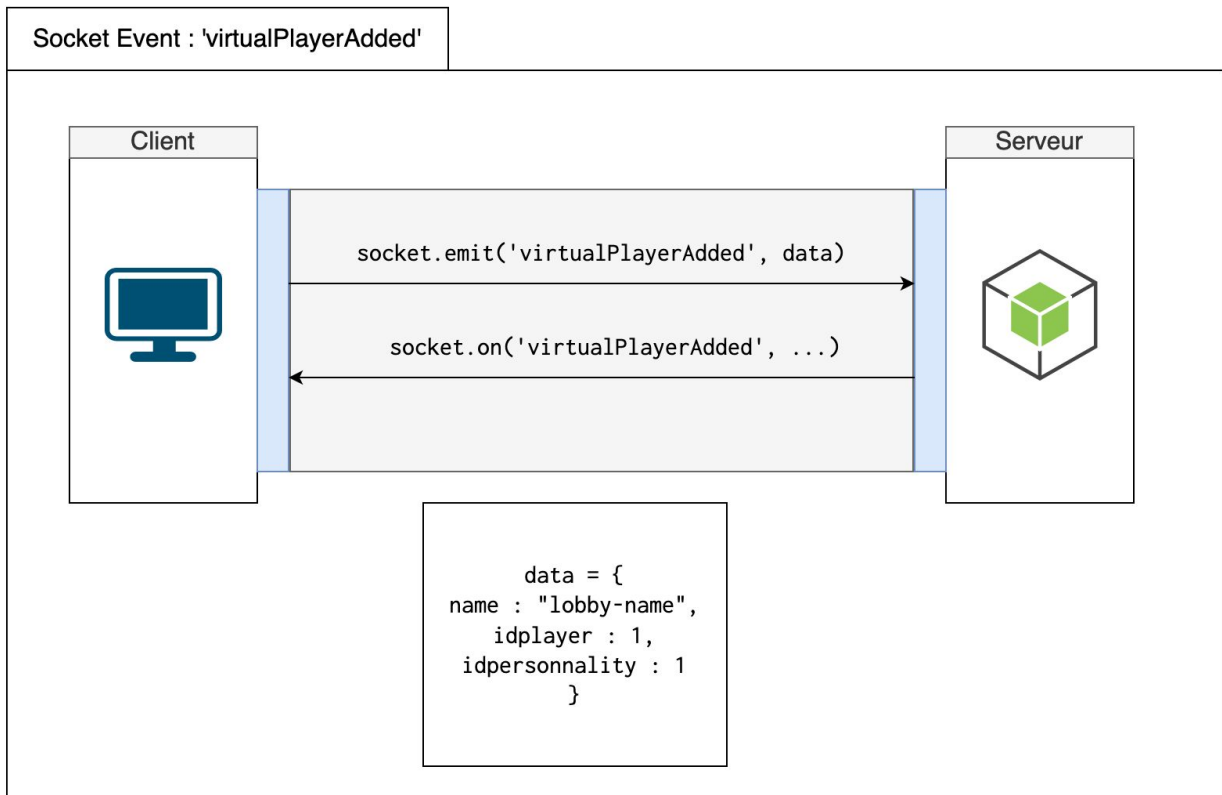 Socket Event : 'virtualPlayerAdded'
Client
Serveur
socket.emit('virtualPlayerAdded', data)
socket.on('virtualPlayerAdded', ...)
data = {
name : "lobby-name",
idplayer : 1,
idpersonnality : 1
}